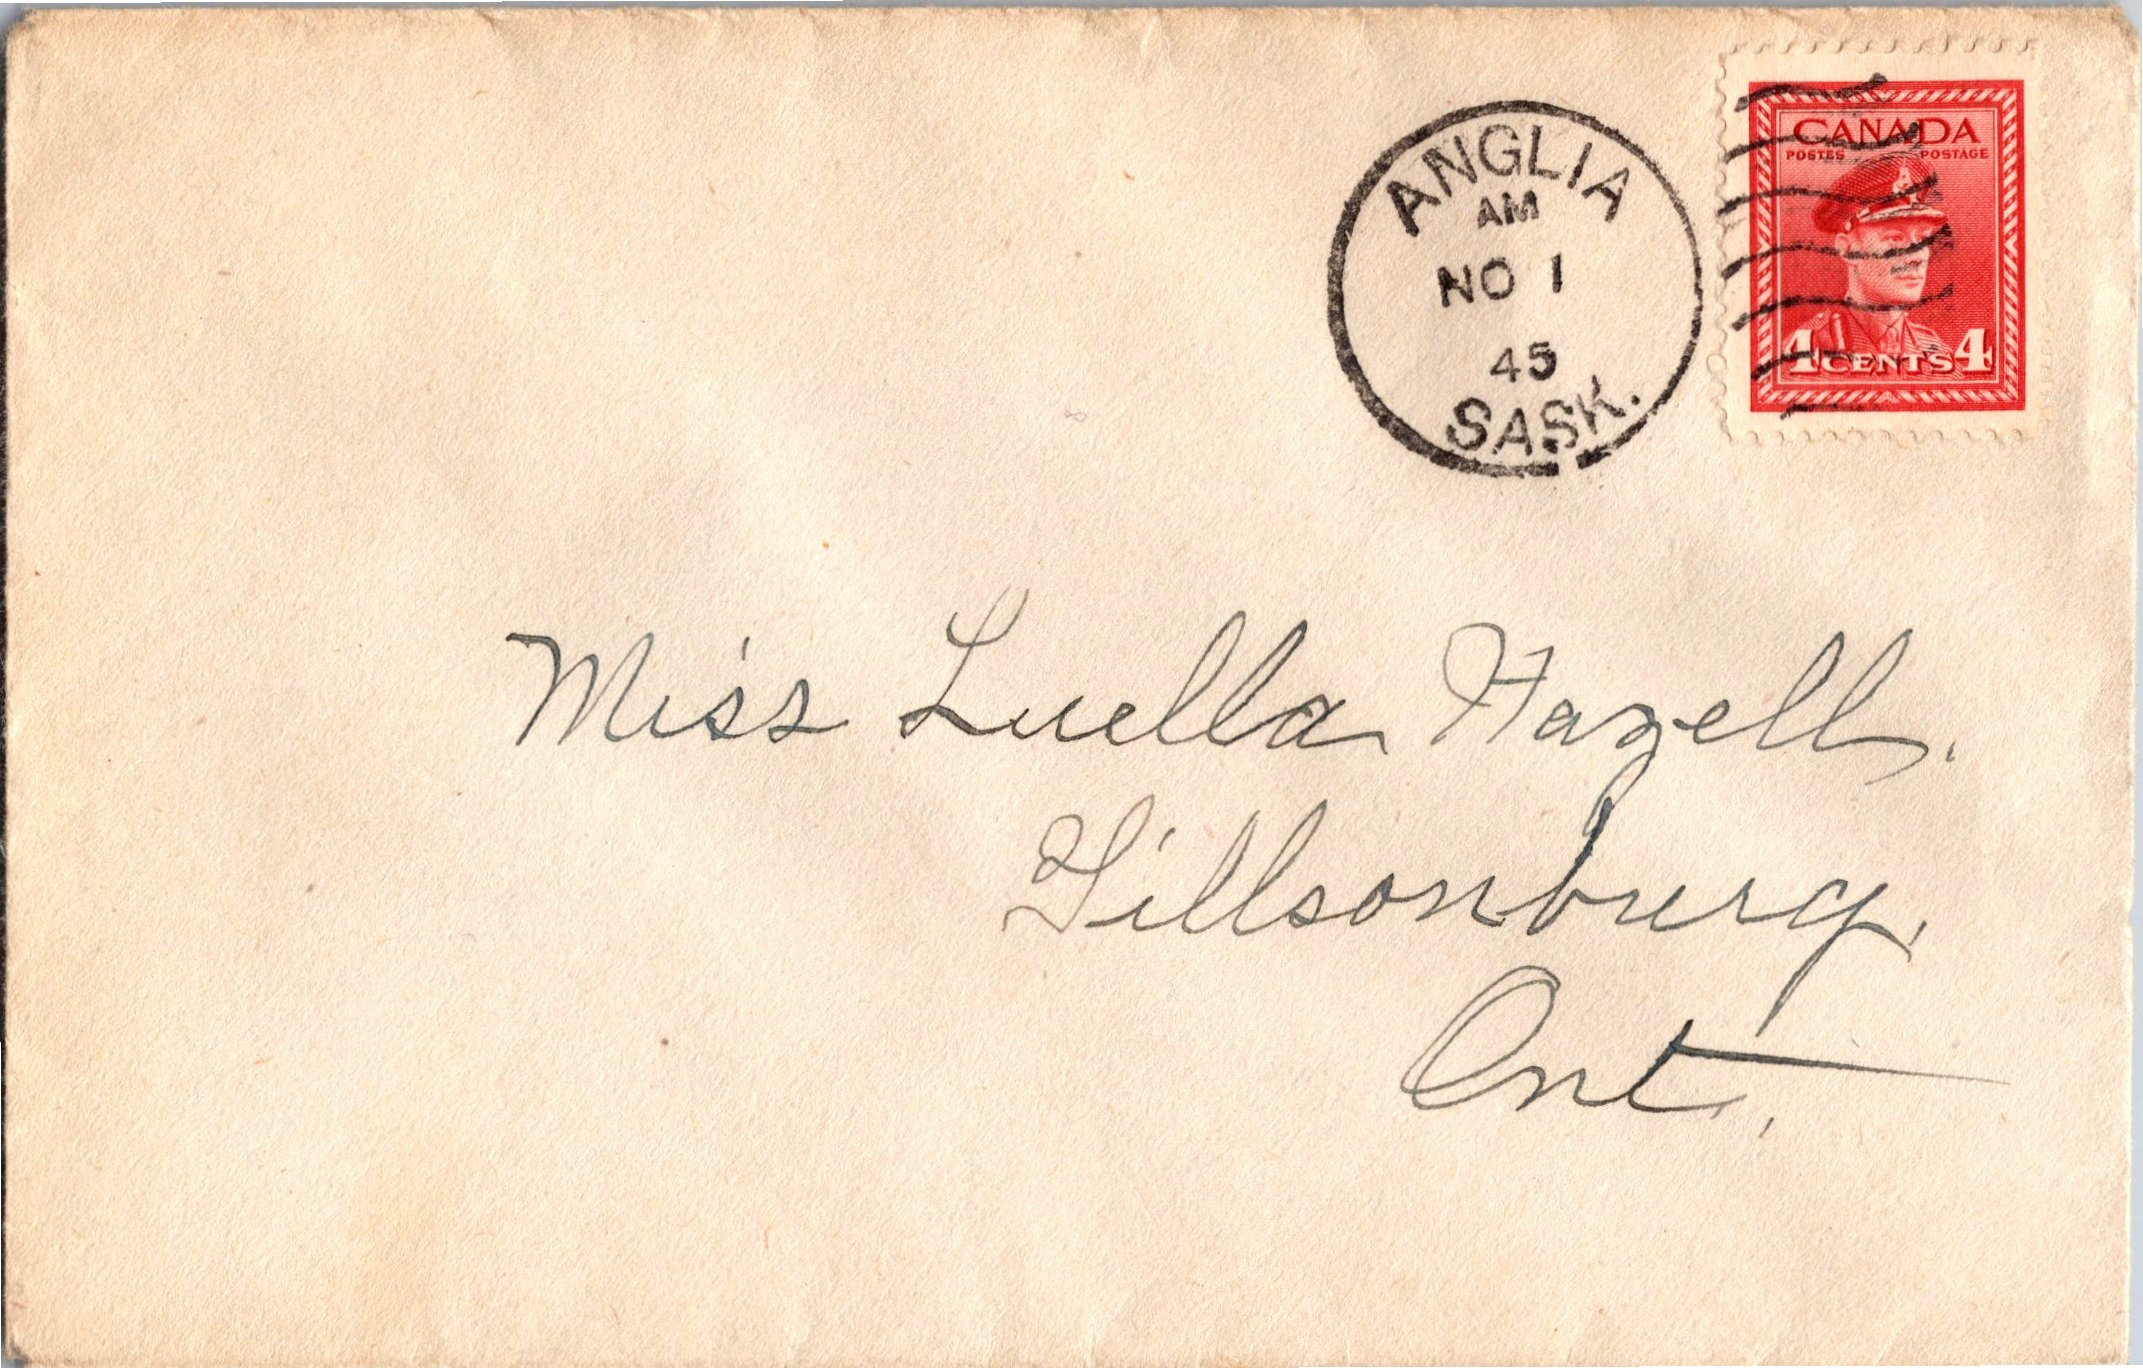 CANADA
POSTES POSTAGE
4 CENTS 4
ANGLIA
AM
NO 1
45
SASK.
Miss Luella Hazell.
Tillsonburg,
Ont.,